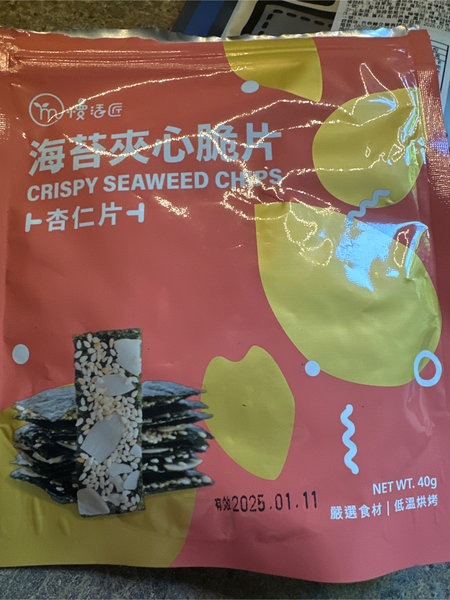 慢活匠
海苔夾心脆片
CRISPY SEAWEED CHIPS
杏仁片
有效2025.01.11
NET WT. 40g
嚴選食材 | 低溫烘烤